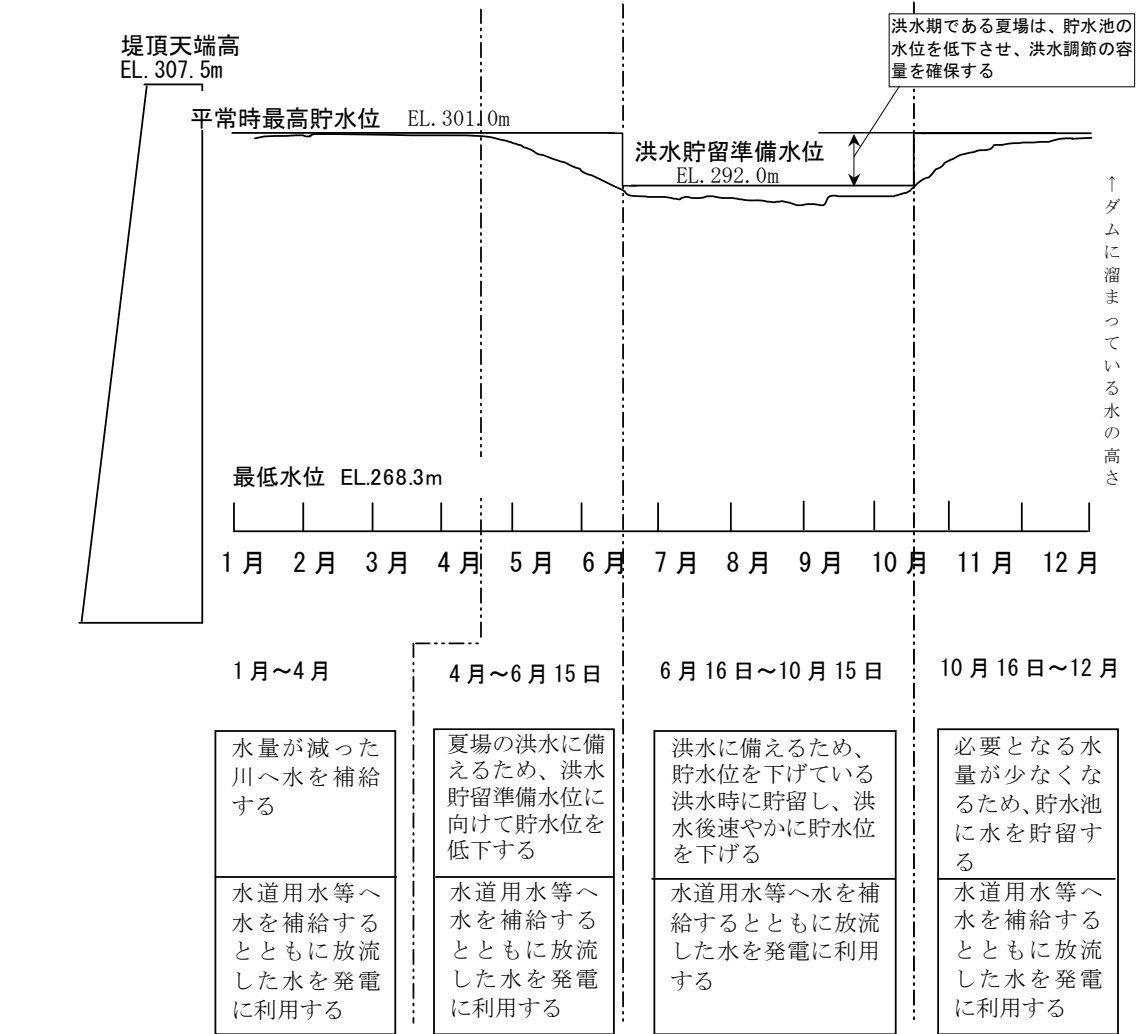 洪水期である夏場は、貯水池の
水位を低下させ、洪水調節の容
量を確保する
堤頂天端高
EL.307.5m
平常時最高貯水位 EL.301.0m
洪水貯留準備水位
EL.292.0m
↑ダムに溜まっている水の高さ
最低水位 EL.268.3m
1月 2月 3月 4月 5月 6月 7月 8月 9月 10月 11月 12月
1月～4月
4月～6月15日
6月16日～10月15日
10月16日～12月
水量が減った
川へ水を補給
する
夏場の洪水に備
えるため、洪水
貯留準備水位に
向けて貯水位を
低下する
洪水に備えるため、
貯水位を下げている
洪水時に貯留し、洪
水後速やかに貯水位
を下げる
必要となる水
量が少なくな
るため、貯水池
に水を貯留す
る
水道用水等へ
水を補給する
とともに放流
した水を発電
に利用する
水道用水等へ
水を補給する
とともに放流
した水を発電
に利用する
水道用水等へ水を補
給するとともに放流
した水を発電に利用
する
水道用水等へ
水を補給する
とともに放流
した水を発電
に利用する